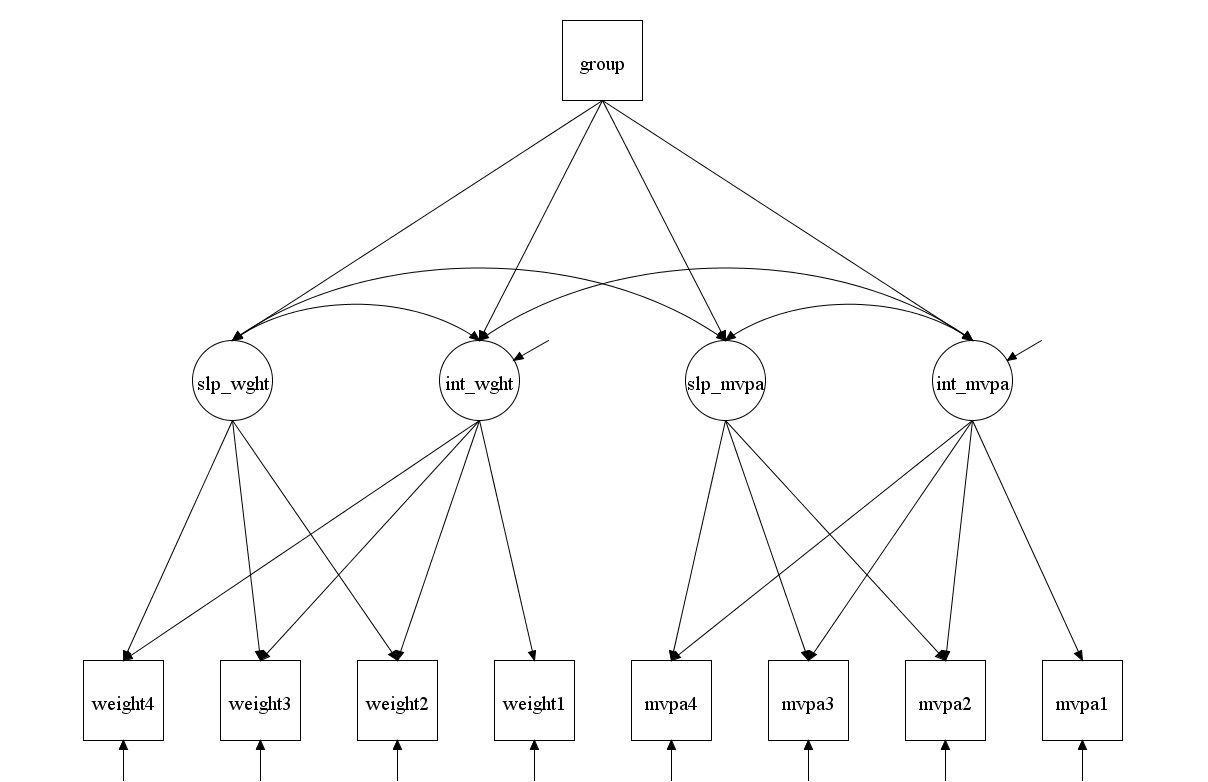 group
slp_wght
int_wght
slp_mvpa
int_mvpa
weight4
weight3
weight2
weight1
mvpa4
mvpa3
mvpa2
mvpa1